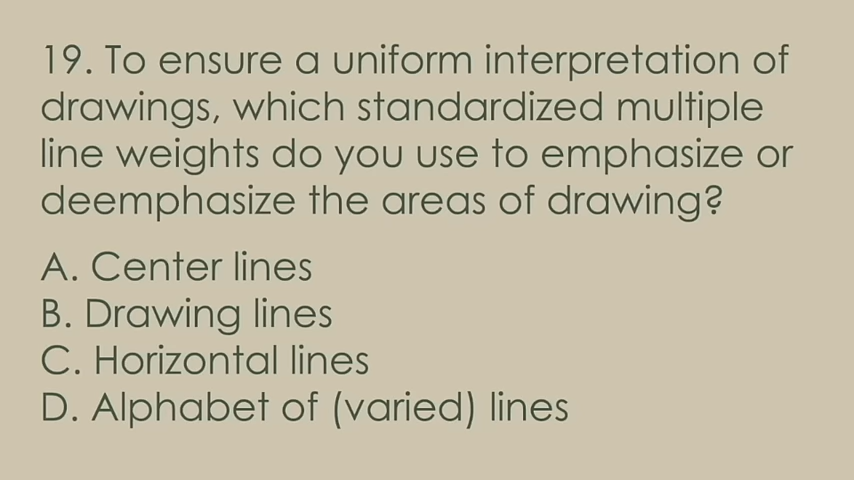 19. To ensure a uniform interpretation of
drawings, which standardized multiple
line weights do you use to emphasize or
deemphasize the areas of drawing?
A. Center lines
B. Drawing lines
C. Horizontal lines
D. Alphabet of (varied) lines